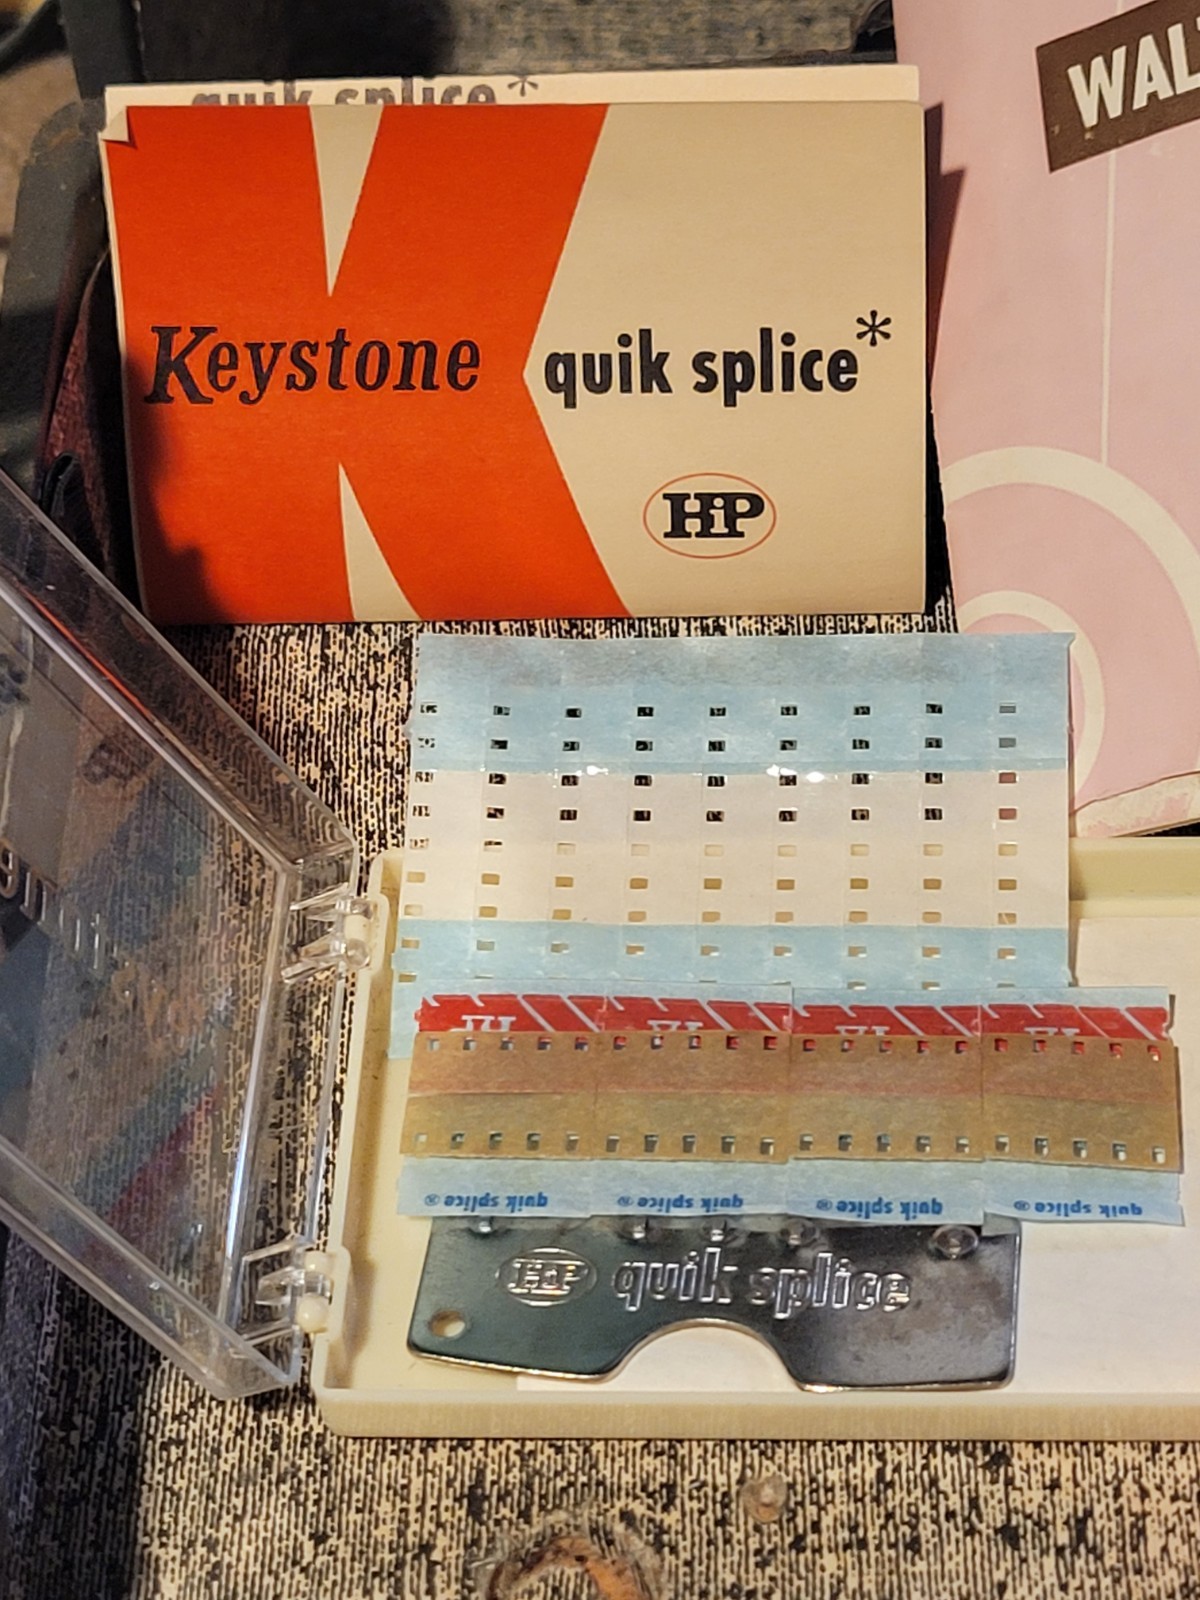 quik splice*
WAL
Keystone quik splice*
HiP
quik splice® quik splice® quik splice® quik splice®
HiP quik splice